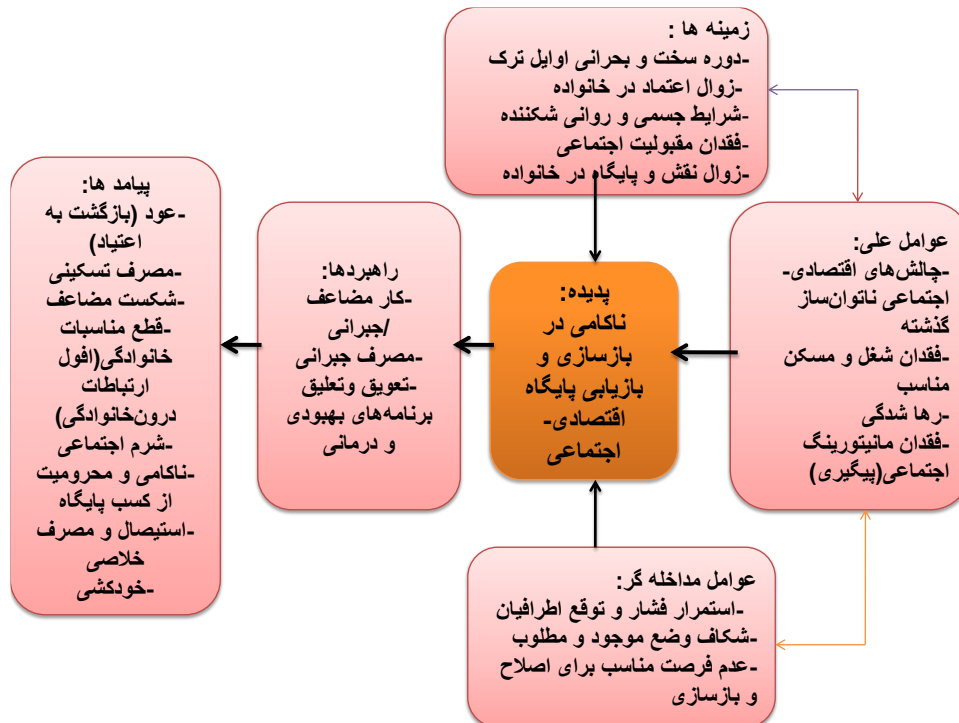 زمینه ها :
-دوره سخت و بحرانی اوایل ترک
-زوال اعتماد در خانواده
-شرایط جسمی و روانی شکننده
-فقدان مقبولیت اجتماعی
-زوال نقش و پایگاه در خانواده
عوامل علی:
-چالش‌های اقتصادی-
اجتماعی ناتوان‌ساز
گذشته
-فقدان شغل و مسکن
مناسب
-رها شدگی
-فقدان مانیتورینگ
اجتماعی(پیگیری)
پدیده:
ناکامی در
بازسازی و
بازیابی پایگاه
اقتصادی-
اجتماعی
راهبردها:
-کار مضاعف
/جبرانی
-مصرف جبرانی
-تعویق وتعلیق
برنامه‌های بهبودی
و درمانی
پیامد ها:
-عود (بازگشت به
اعتیاد)
-مصرف تسکینی
-شکست مضاعف
-قطع مناسبات
خانوادگی(افول
ارتباطات
درون‌خانوادگی)
-شرم اجتماعی
-ناکامی و محرومیت
از کسب پایگاه
-استیصال و مصرف
خلاصی
-خودکشی
عوامل مداخله گر:
-استمرار فشار و توقع اطرافیان
-شکاف وضع موجود و مطلوب
-عدم فرصت مناسب برای اصلاح
و بازسازی